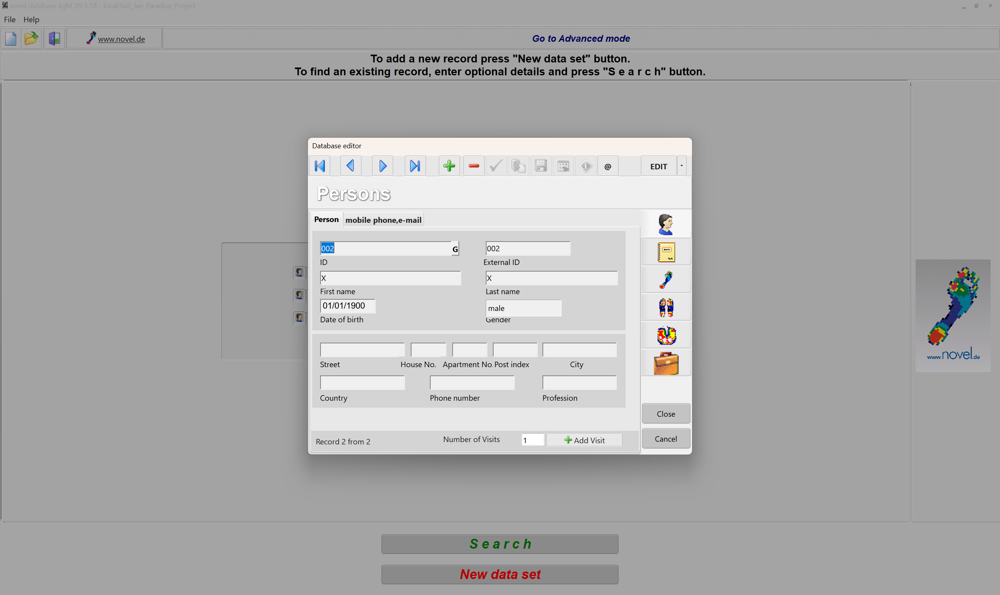 novel database light 29.3.18 - local:Sint_Jan_Paradise_Project
File Help
www.novel.de
Go to Advanced mode
To add a new record press "New data set" button.
To find an existing record, enter optional details and press "S e a r c h" button.
Database editor
@
EDIT
Persons
Person
mobile phone,e-mail
002 G 002
ID External ID
X X
First name Last name
01/01/1900 male
Date of birth Gender
Street House No. Apartment No. Post index City
Country Phone number Profession
Close
Record 2 from 2 Number of Visits 1 Add Visit
Cancel
www.novel.de
S e a r c h
New data set